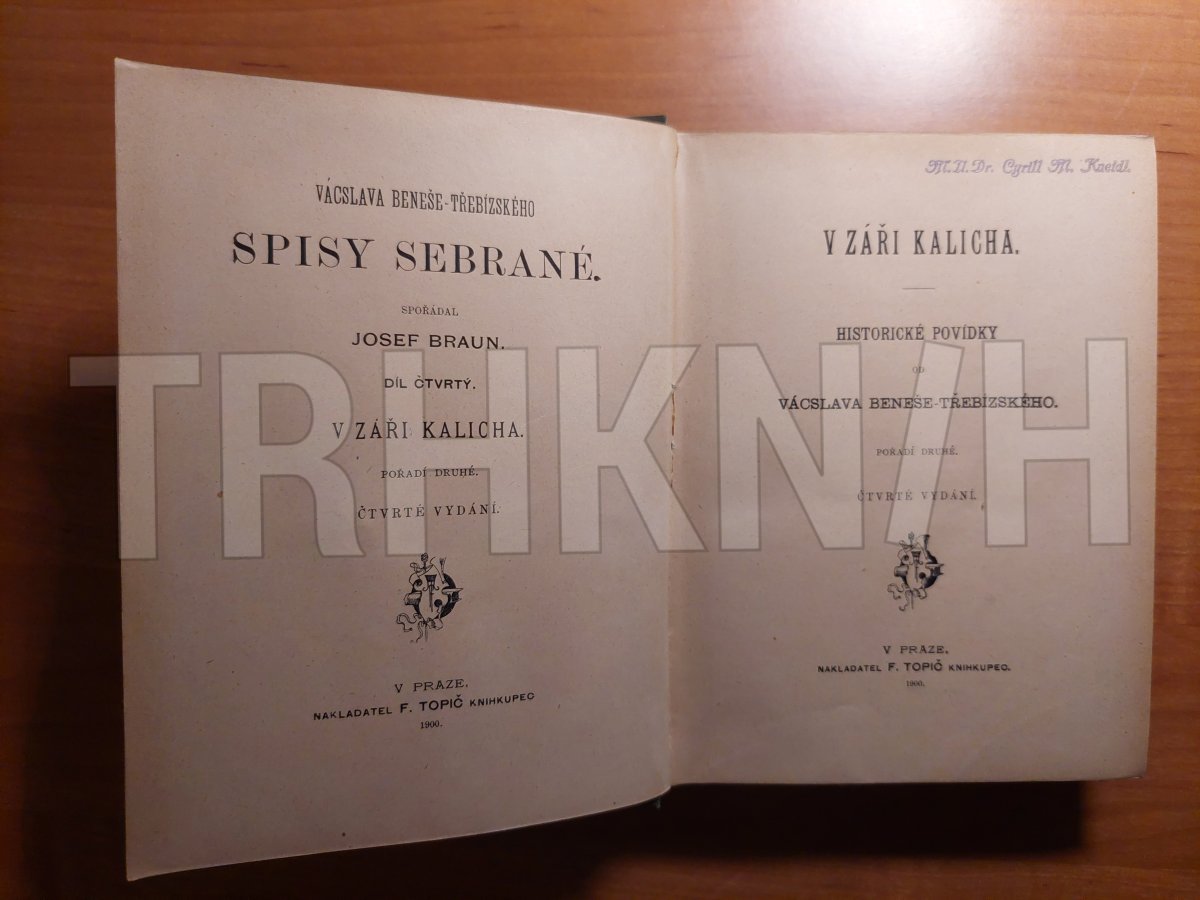 VÁCSLAVA BENEŠE-TŘEBÍZSKÉHO
SPISY SEBRANÉ.
SPOŘÁDAL
JOSEF BRAUN.
DÍL ČTVRTÝ.
V ZÁŘI KALICHA.
POŘADÍ DRUHÉ.
ČTVRTÉ VYDÁNÍ.
V PRAZE.
NAKLADATEL F. TOPIČ KNIHKUPEC
1900.
M.U.Dr. Cyrill M. Kneidl.
V ZÁŘI KALICHA.
HISTORICKÉ POVÍDKY
OD
VÁCSLAVA BENEŠE-TŘEBÍZSKÉHO.
POŘADÍ DRUHÉ.
ČTVRTÉ VYDÁNÍ.
V PRAZE.
NAKLADATEL F. TOPIČ KNIHKUPEC.
1900.
TRHKN/H